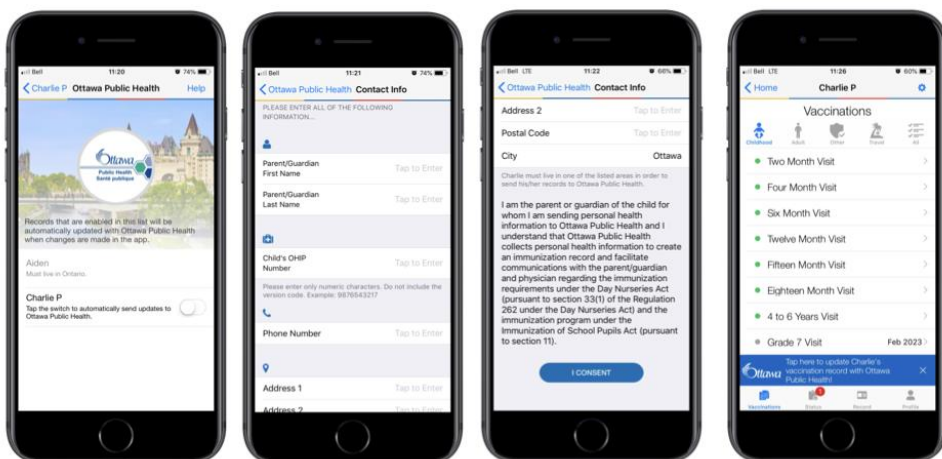 Bell
11:20
74%
Charlie P
Ottawa Public Health
Help
Ottawa
Public Health
Santé publique
Records that are enabled in this list will be
automatically updated with Ottawa Public Health
when changes are made in the app.
Aiden
Must live in Ontario.
Charlie P
Tap the switch to automatically send updates to
Ottawa Public Health.
Bell
11:21
74%
Ottawa Public Health
Contact Info
PLEASE ENTER ALL OF THE FOLLOWING
INFORMATION...
Parent/Guardian
First Name
Tap to Enter
Parent/Guardian
Last Name
Tap to Enter
Child's OHIP
Number
Tap to Enter
Please enter only numeric characters. Do not include the
version code. Example: 9876543217
Phone Number
Tap to Enter
Address 1
Tap to Enter
Address 2
Tap to Enter
Bell LTE
11:22
66%
Ottawa Public Health
Contact Info
Address 2
Tap to Enter
Postal Code
Tap to Enter
City
Ottawa
Charlie must live in one of the listed areas in order to
send his/her records to Ottawa Public Health.
I am the parent or guardian of the child for
whom I am sending personal health
information to Ottawa Public Health and I
understand that Ottawa Public Health
collects personal health information to create
an immunization record and facilitate
communications with the parent/guardian
and physician regarding the immunization
requirements under the Day Nurseries Act
(pursuant to section 33(1) of the Regulation
262 under the Day Nurseries Act) and the
immunization program under the
Immunization of School Pupils Act (pursuant
to section 11).
I CONSENT
Bell LTE
11:26
60%
Home
Charlie P
Vaccinations
Childhood
Adult
Other
Travel
All
Two Month Visit
Four Month Visit
Six Month Visit
Twelve Month Visit
Fifteen Month Visit
Eighteen Month Visit
4 to 6 Years Visit
Grade 7 Visit
Feb 2023
Ottawa
Tap here to update Charlie's
vaccination record with Ottawa
Public Health!
1
Vaccinations
Status
Record
Profile